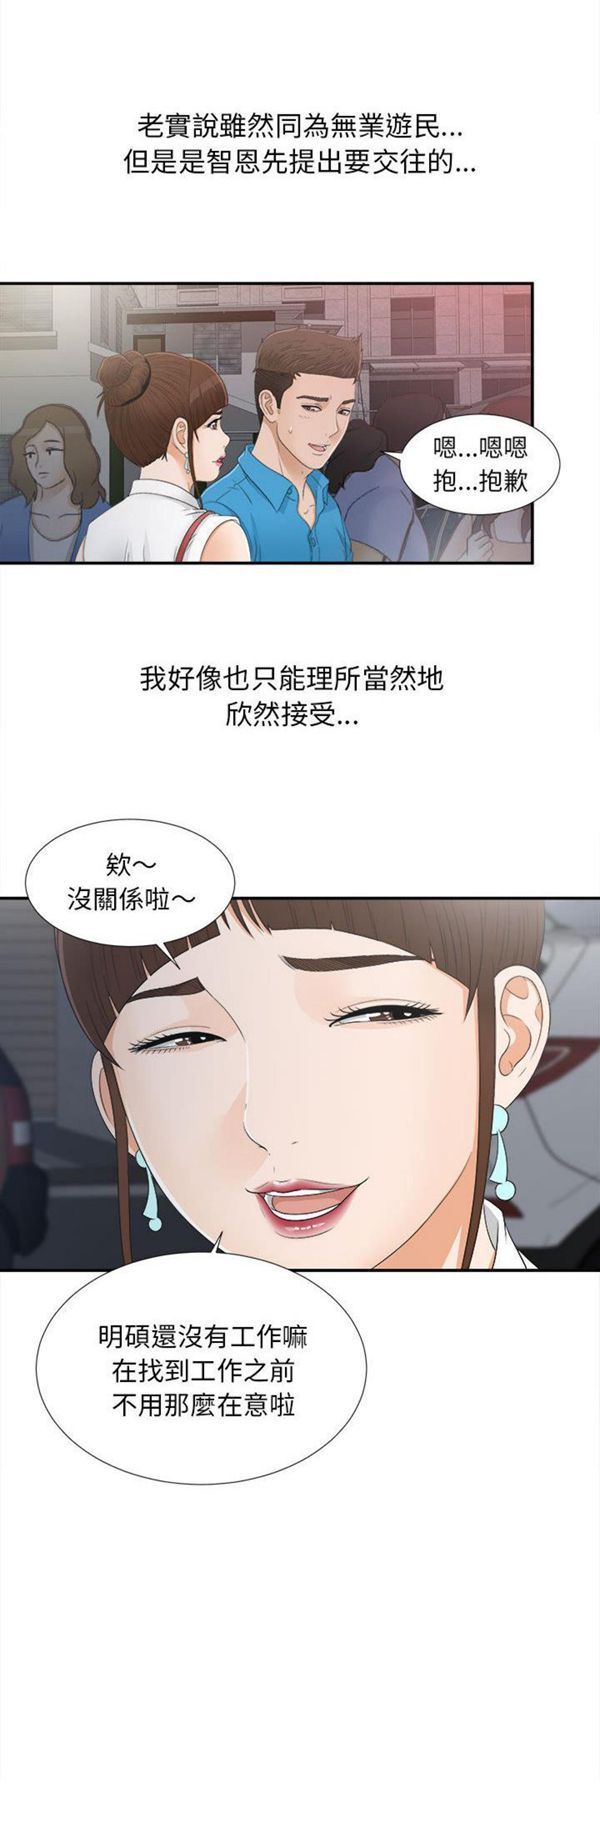 老實說雖然同為無業遊民...
但是是智恩先提出要交往的...
嗯...嗯嗯
抱...抱歉
我好像也只能理所當然地
欣然接受...
欸～
沒關係啦～
明碩還沒有工作嘛
在找到工作之前
不用那麼在意啦